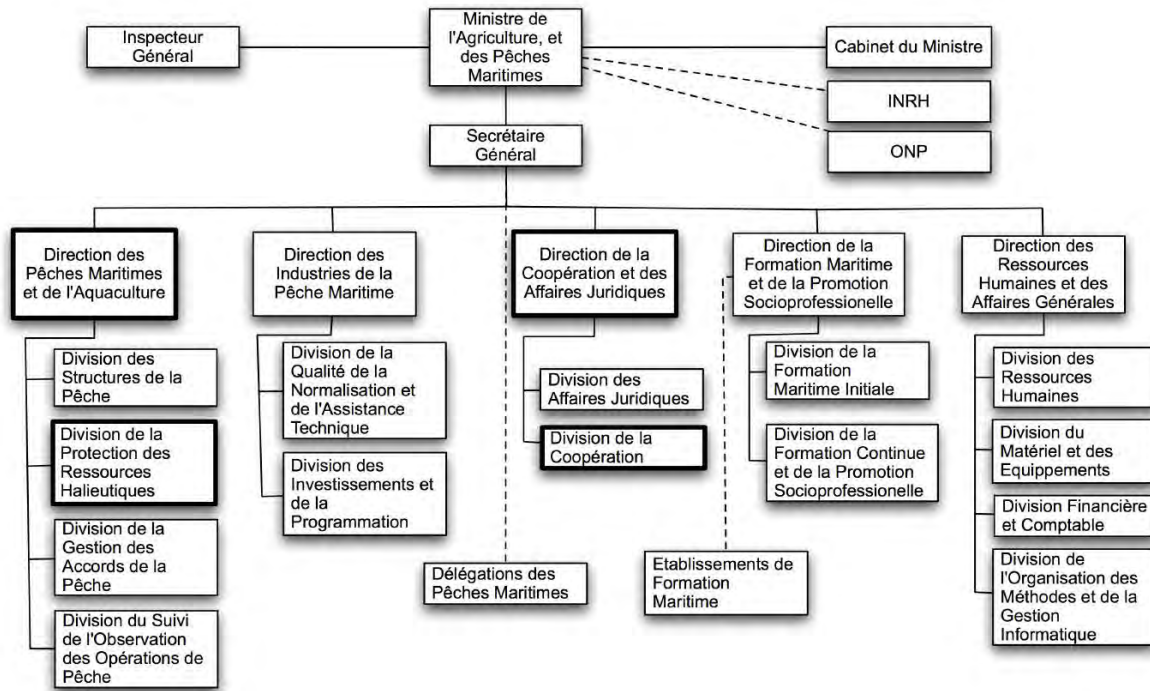 Inspecteur
Général
Ministre de
l'Agriculture, et
des Pêches
Maritimes
Cabinet du Ministre
INRH
ONP
Secrétaire
Général
Direction des
Pêches Maritimes
et de l'Aquaculture
Division des
Structures de la
Pêche
Division de la
Protection des
Ressources
Halieutiques
Division de la
Gestion des
Accords de la
Pêche
Division du Suivi
de l'Observation
des Opérations de
Pêche
Direction des
Industries de la
Pêche Maritime
Division de la
Qualité de la
Normalisation et
de l'Assistance
Technique
Division des
Investissements et
de la
Programmation
Direction de la
Coopération et des
Affaires Juridiques
Division des
Affaires Juridiques
Division de la
Coopération
Délégations des
Pêches Maritimes
Direction de la
Formation Maritime
et de la Promotion
Socioprofessionelle
Division de la
Formation
Maritime Initiale
Division de la
Formation Continue
et de la Promotion
Socioprofessionelle
Etablissements de
Formation
Maritime
Direction des
Ressources
Humaines et des
Affaires Générales
Division des
Ressources
Humaines
Division du
Matériel et des
Equippements
Division Financière
et Comptable
Division de
l'Organisation des
Méthodes et de la
Gestion
Informatique